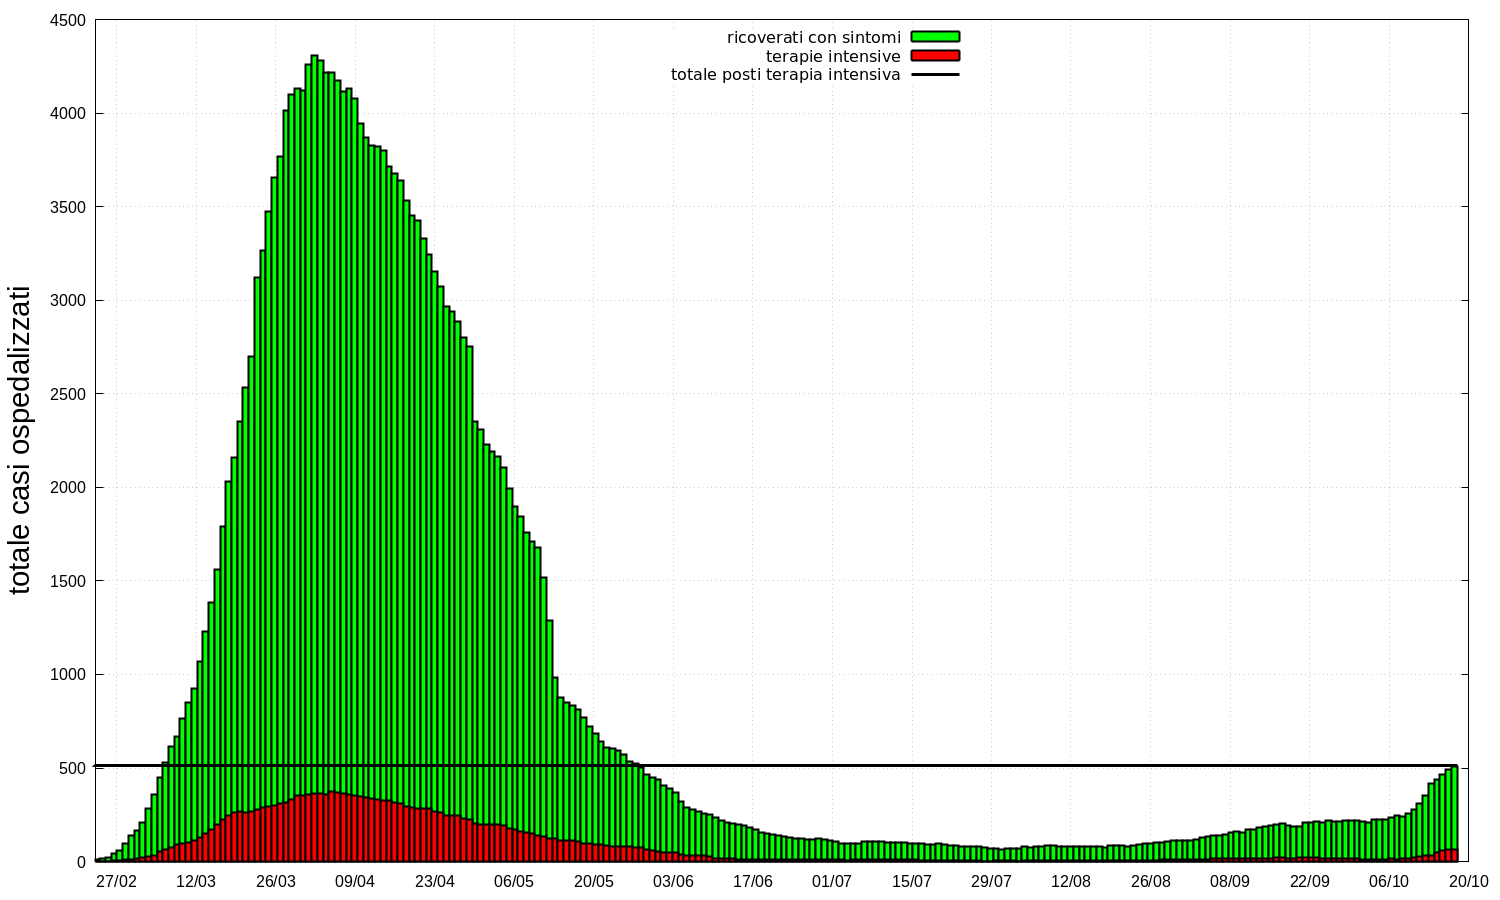 ricoverati con sintomi
terapie intensive
totale posti terapia intensiva
totale casi ospedalizzati
4500
4000
3500
3000
2500
2000
1500
1000
500
0
27/02 12/03 26/03 09/04 23/04 06/05 20/05 03/06 17/06 01/07 15/07 29/07 12/08 26/08 08/09 22/09 06/10 20/10